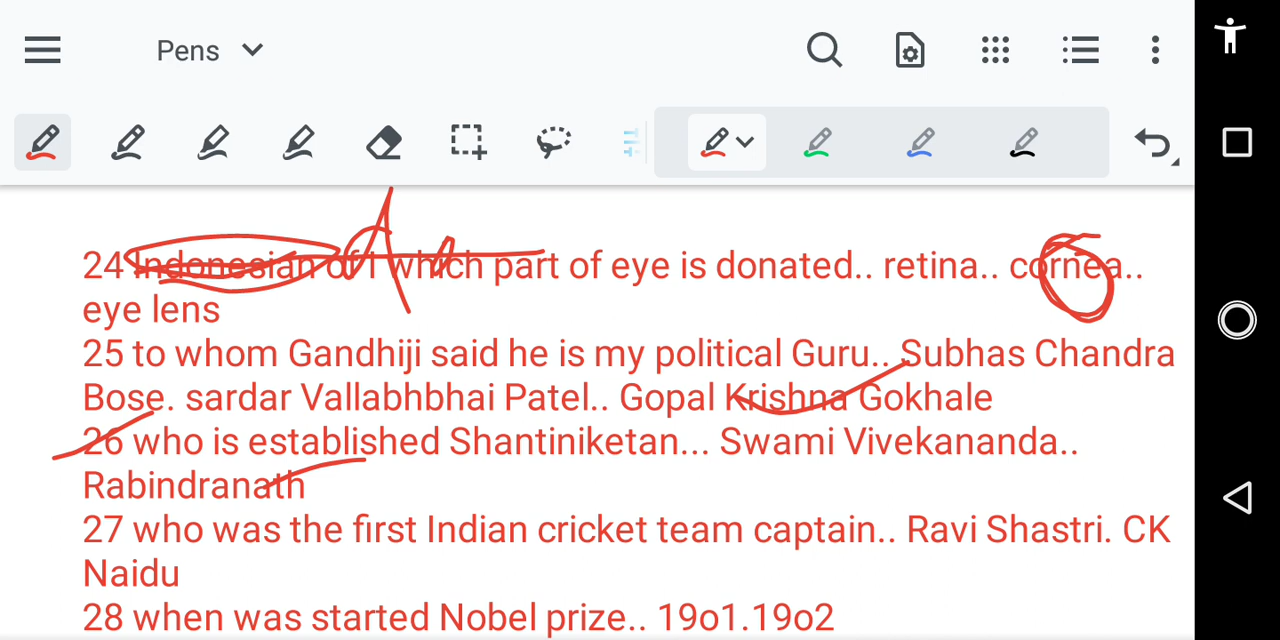 Pens
24 Indonesian of I which part of eye is donated.. retina.. cornea..
eye lens
25 to whom Gandhiji said he is my political Guru.. Subhas Chandra
Bose. sardar Vallabhbhai Patel.. Gopal Krishna Gokhale
26 who is established Shantiniketan... Swami Vivekananda..
Rabindranath
27 who was the first Indian cricket team captain.. Ravi Shastri. CK
Naidu
28 when was started Nobel prize.. 19o1.19o2